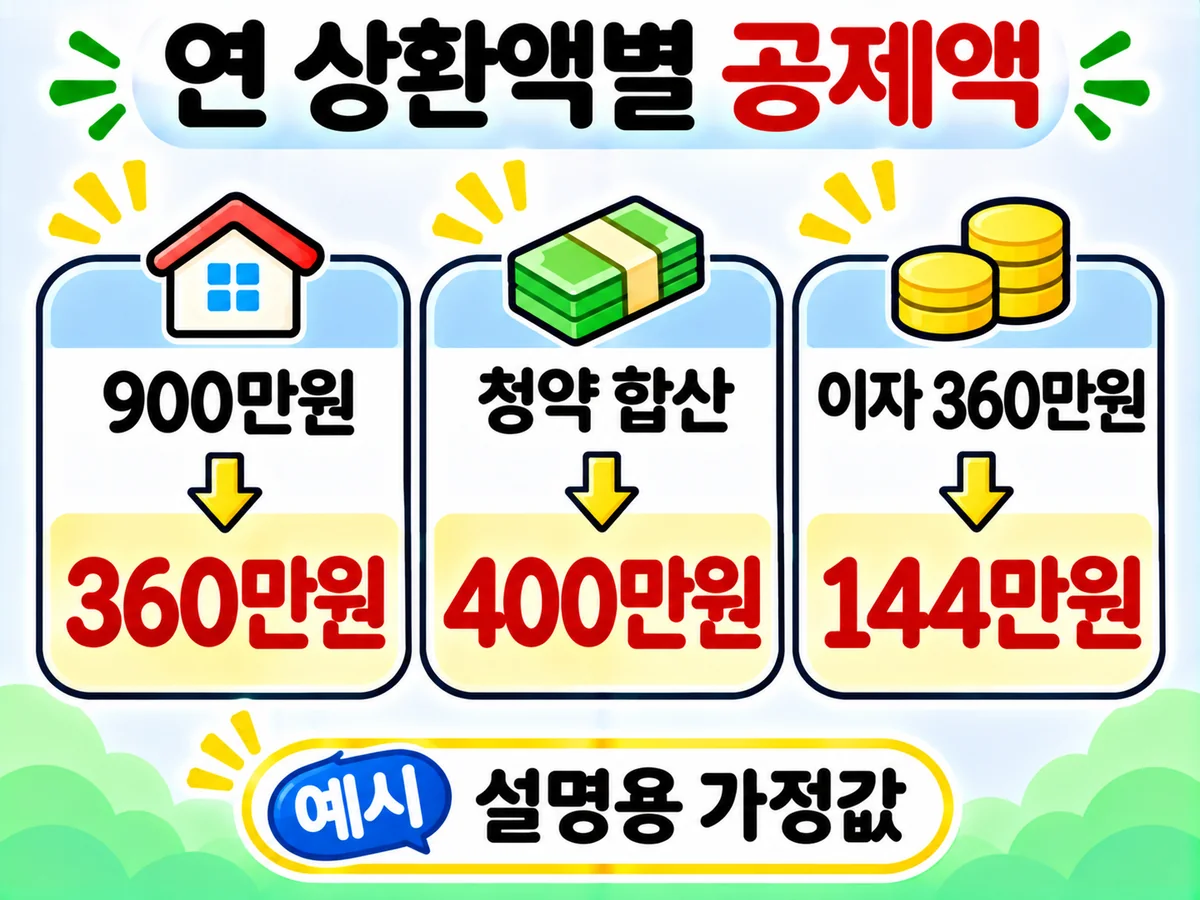 연 상환액별 공제액
900만원
360만원
청약 합산
400만원
이자 360만원
144만원
예시 설명용 가정값